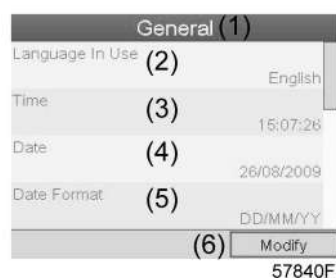 General (1)
Language In Use (2)
English
Time (3)
15:07:26
Date (4)
26/08/2009
Date Format (5)
DD/MM/YY
(6) Modify
57840F